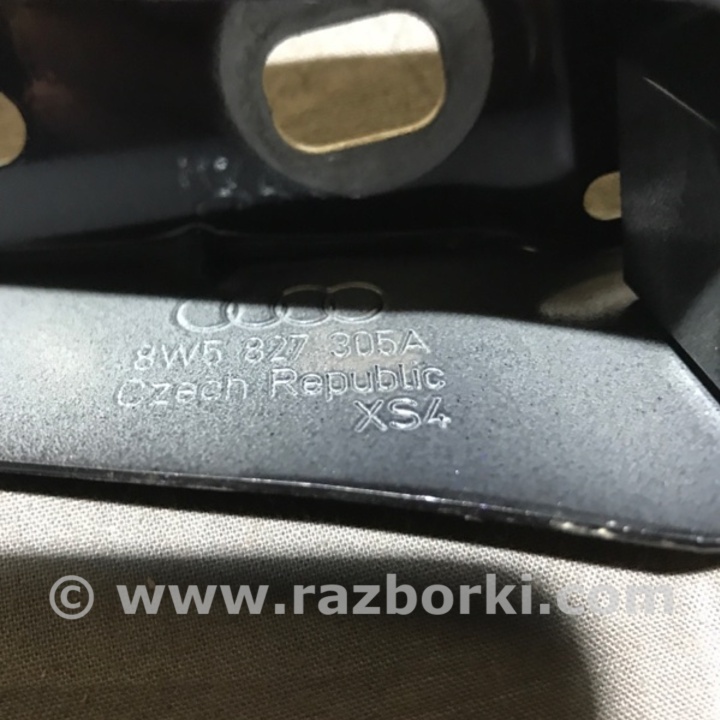 8W5 827 305A
Czech Republic
XS4
© www.razborki.com